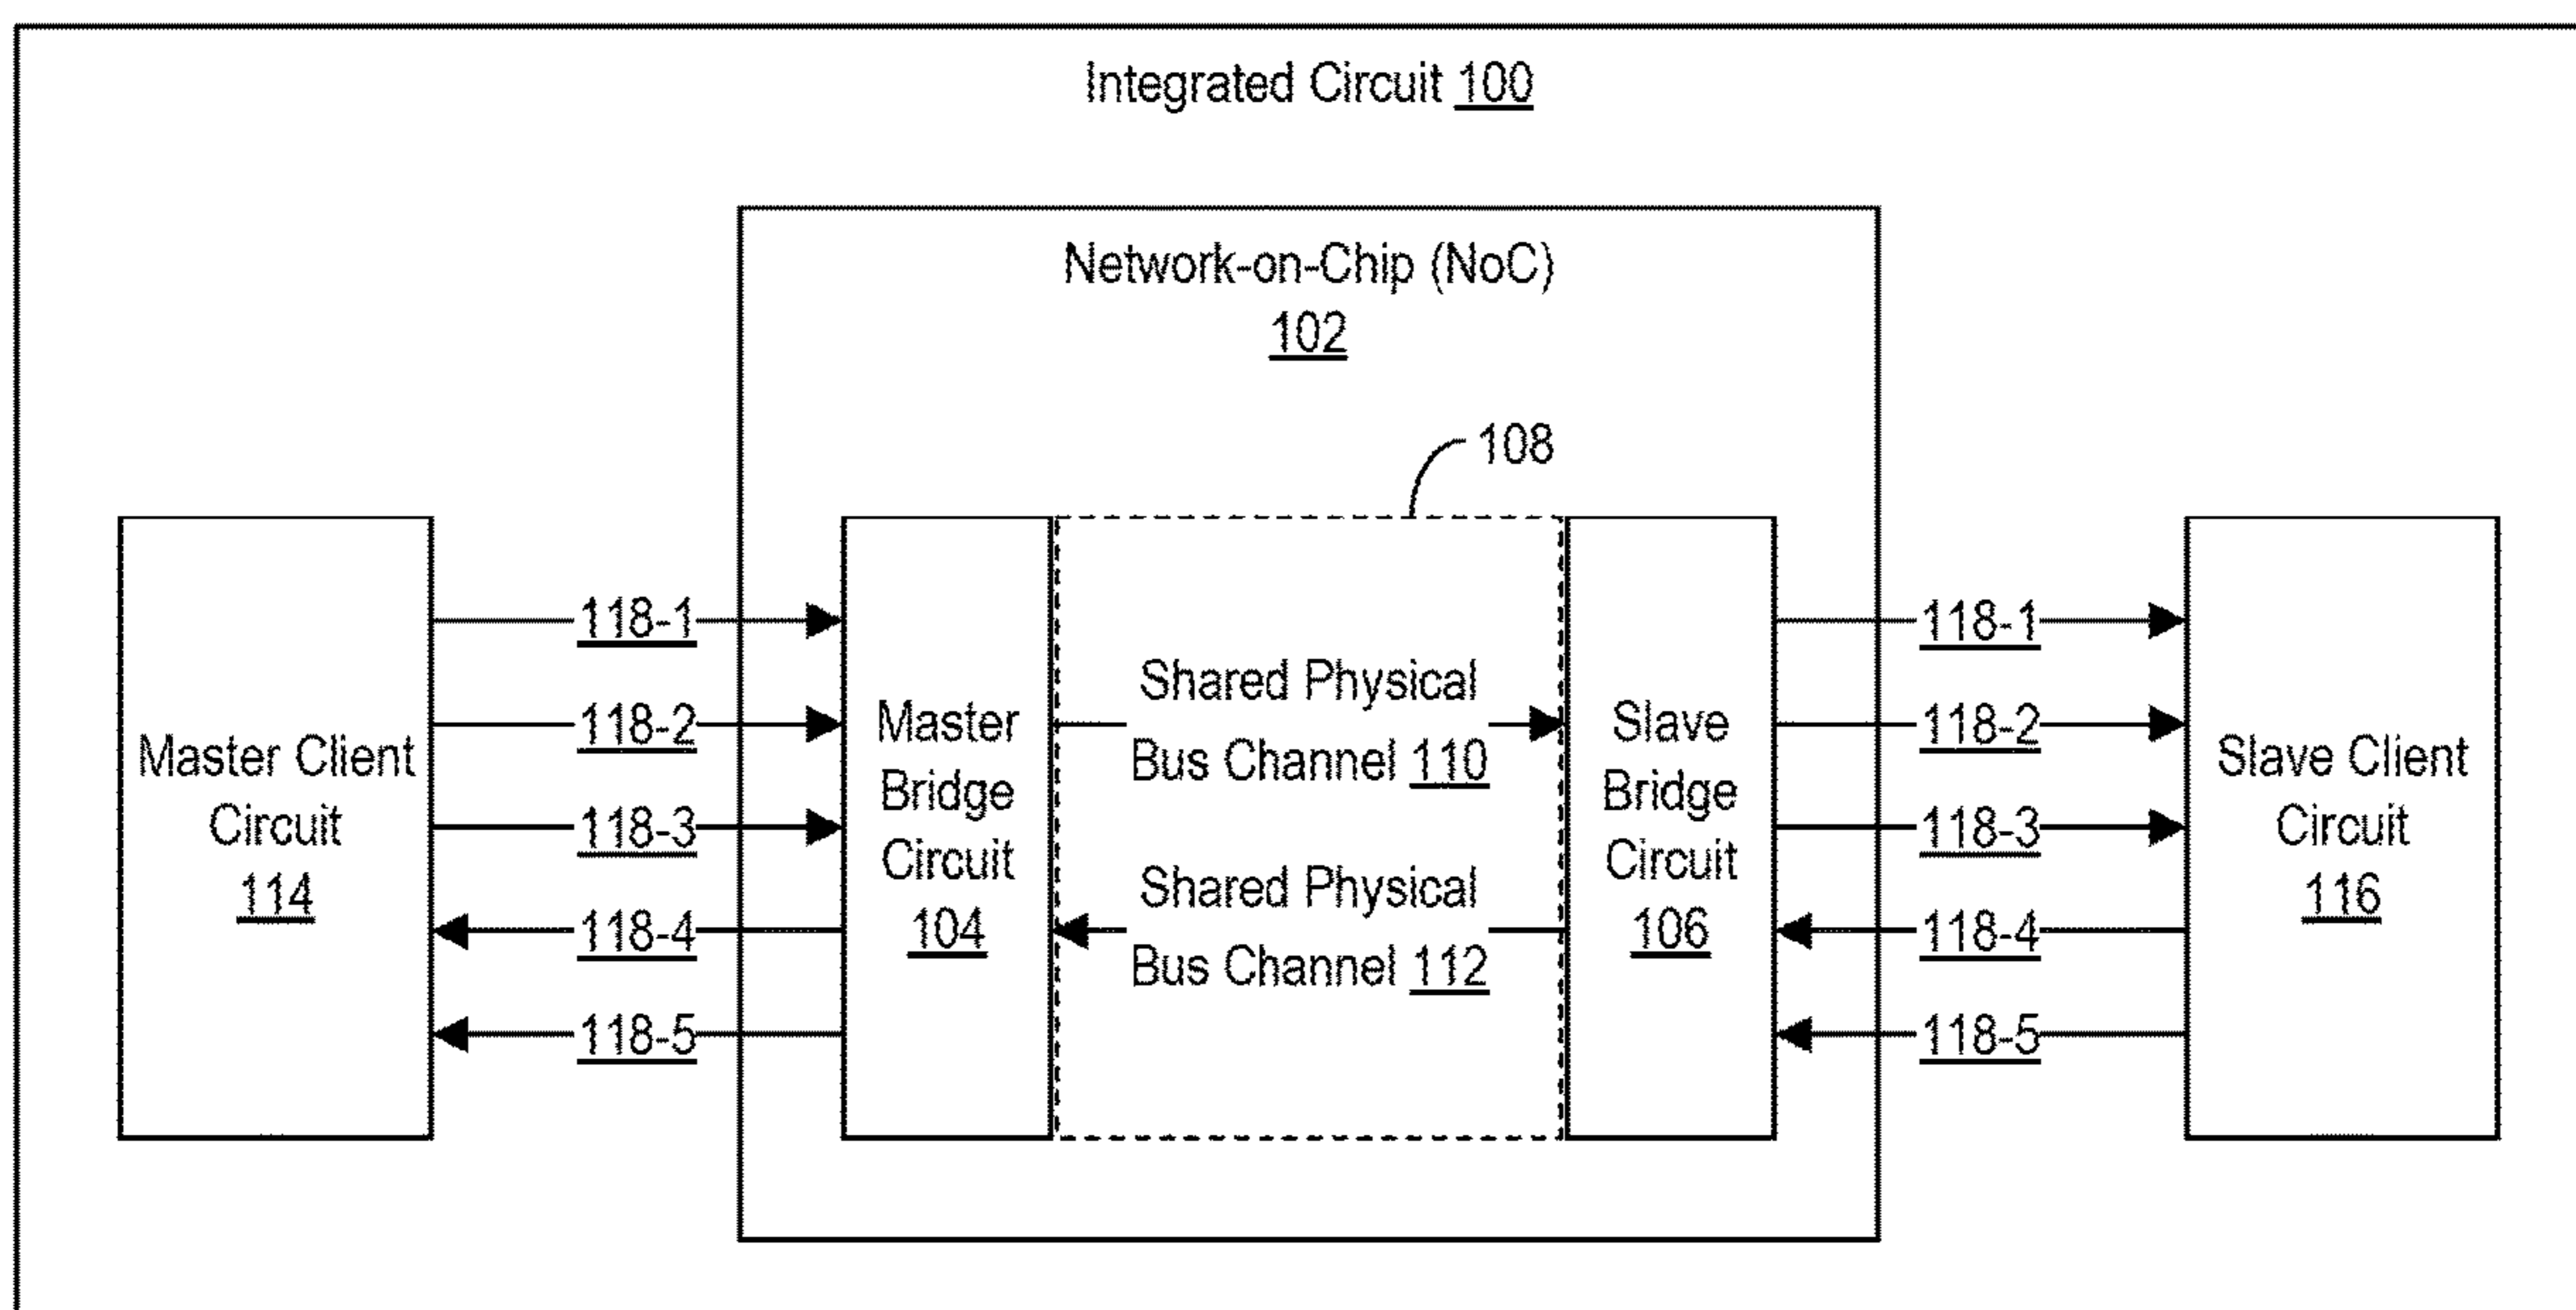 Integrated Circuit 100
Network-on-Chip (NoC)
102
108
Master Client
Circuit
114
118-1
118-2
118-3
118-4
118-5
Master
Bridge
Circuit
104
Shared Physical
Bus Channel 110
Shared Physical
Bus Channel 112
Slave
Bridge
Circuit
106
118-1
118-2
118-3
118-4
118-5
Slave Client
Circuit
116